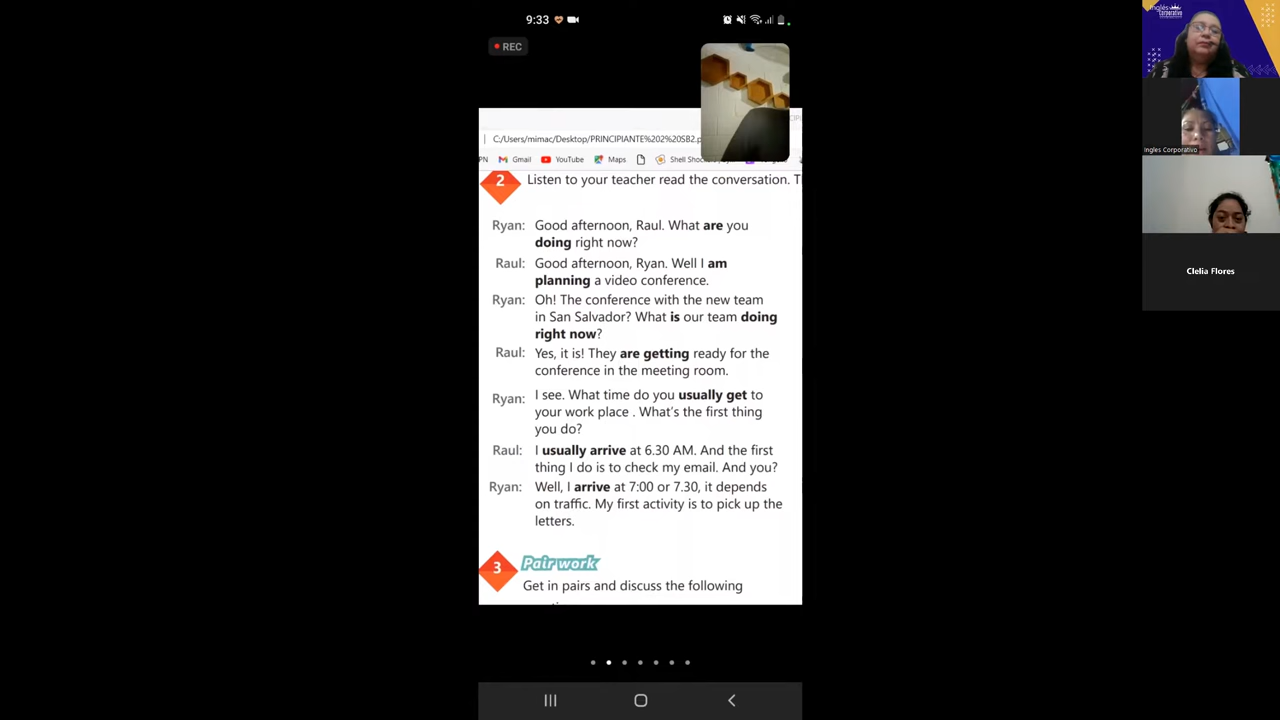 9:33
REC
C:/Users/mimac/Desktop/PRINCIPIANTE%202%20SB2.p
PN Gmail YouTube Maps Shell Shock
2 Listen to your teacher read the conversation. T
Ryan: Good afternoon, Raul. What are you
doing right now?
Raul: Good afternoon, Ryan. Well I am
planning a video conference.
Ryan: Oh! The conference with the new team
in San Salvador? What is our team doing
right now?
Raul: Yes, it is! They are getting ready for the
conference in the meeting room.
Ryan: I see. What time do you usually get to
your work place . What's the first thing
you do?
Raul: I usually arrive at 6.30 AM. And the first
thing I do is to check my email. And you?
Ryan: Well, I arrive at 7:00 or 7.30, it depends
on traffic. My first activity is to pick up the
letters.
3 Pair work
Get in pairs and discuss the following
Inglés
Corporativo
Ingles Corporativo
Clelia Flores